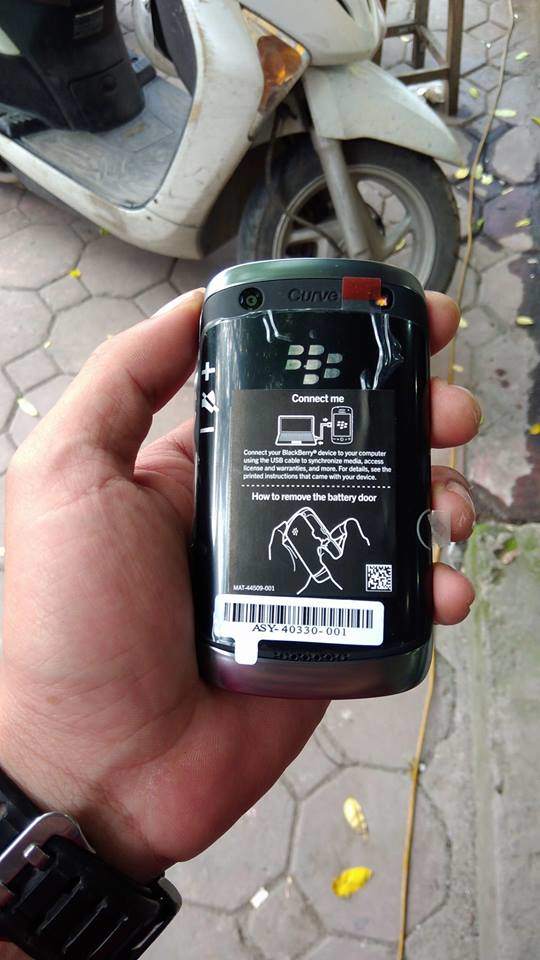 Curve
Connect me
Connect your BlackBerry® device to your computer
using the USB cable to synchronize media, access
license and warranties, and more. For details, see the
printed instructions that came with your device.
How to remove the battery door
MAT-44509-001
ASY-40330-001